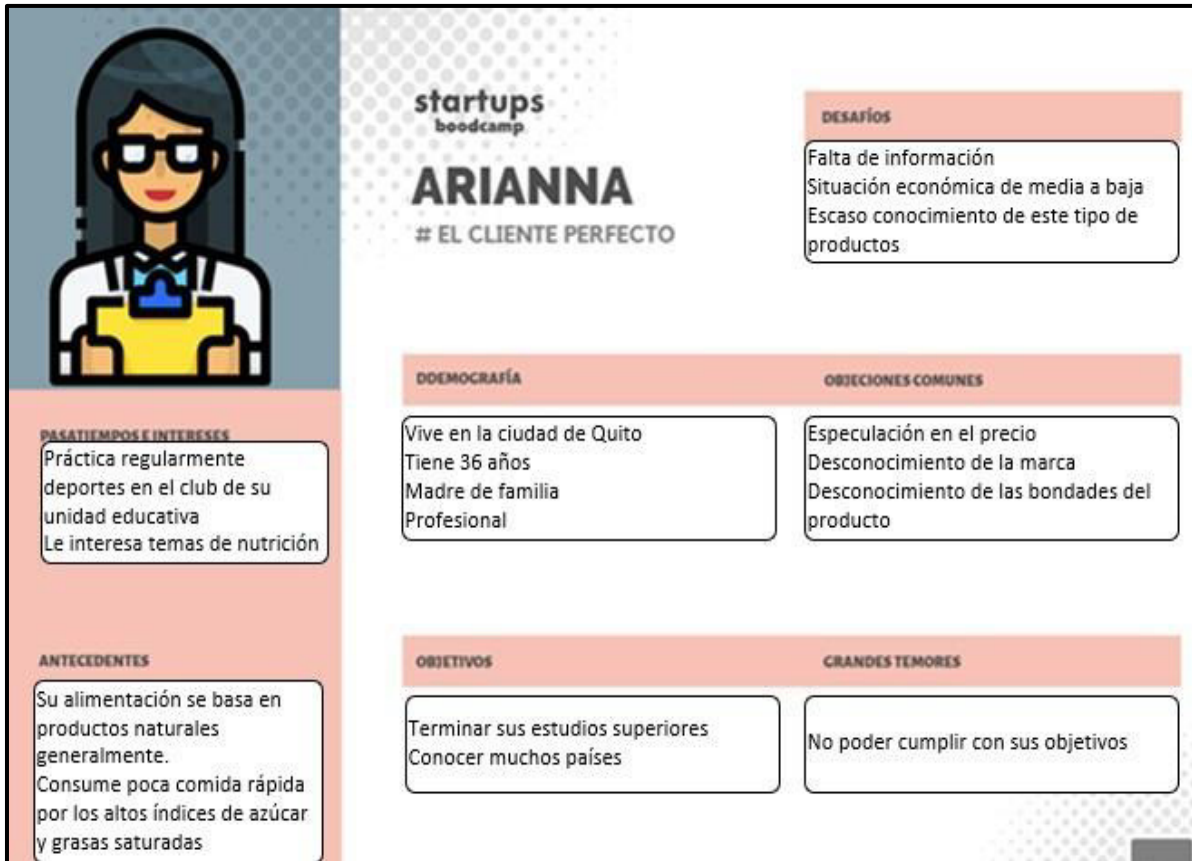 startups
boodcamp
ARIANNA
# EL CLIENTE PERFECTO
DESAFÍOS
Falta de información
Situación económica de media a baja
Escaso conocimiento de este tipo de
productos
PASATIEMPOS E INTERESES
Práctica regularmente
deportes en el club de su
unidad educativa
Le interesa temas de nutrición
DDEMOGRAFÍA
Vive en la ciudad de Quito
Tiene 36 años
Madre de familia
Profesional
OBJECIONES COMUNES
Especulación en el precio
Desconocimiento de la marca
Desconocimiento de las bondades del
producto
ANTECEDENTES
Su alimentación se basa en
productos naturales
generalmente.
Consume poca comida rápida
por los altos índices de azúcar
y grasas saturadas
OBJETIVOS
Terminar sus estudios superiores
Conocer muchos países
GRANDES TEMORES
No poder cumplir con sus objetivos